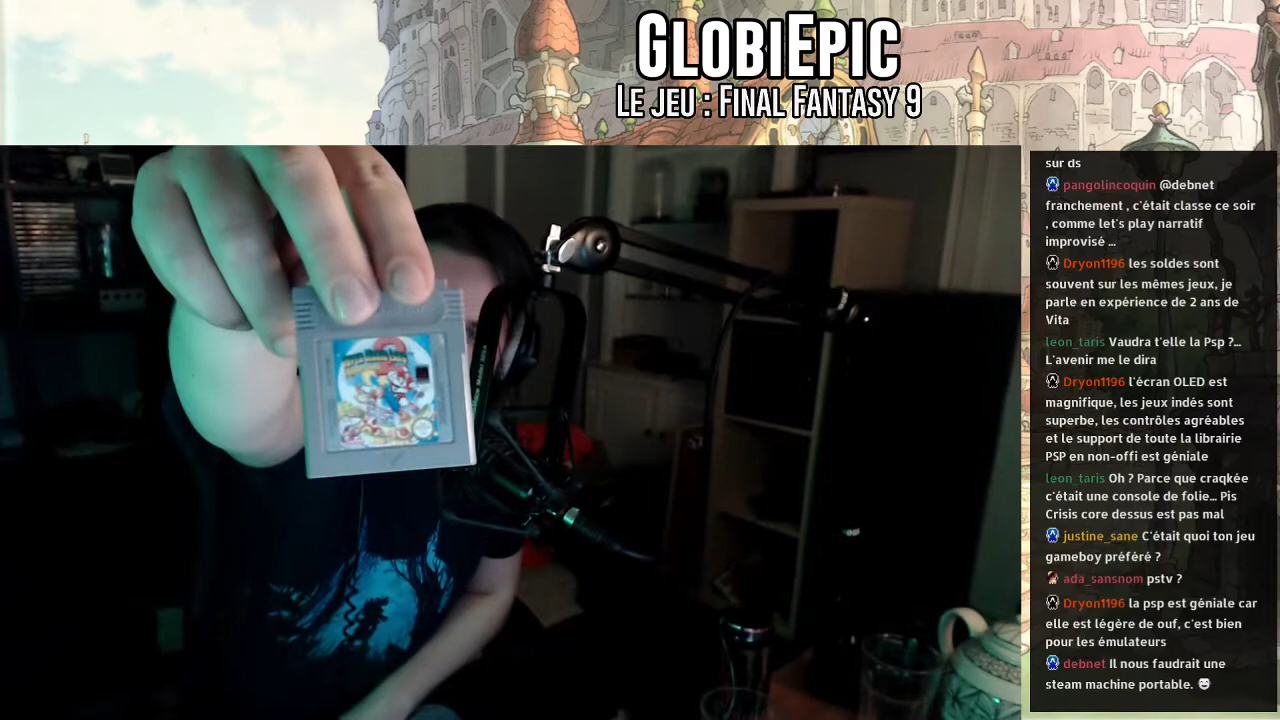 GLOBIEPIC
LE JEU : FINAL FANTASY 9
sur ds
pangolincoquin @debnet
franchement , c'était classe ce soir
, comme let's play narratif
improvisé ...
Dryon1196 les soldes sont
souvent sur les mêmes jeux, je
parle en expérience de 2 ans de
Vita
leon_taris Vaudra t'elle la Psp ?...
L'avenir me le dira
Dryon1196 l'écran OLED est
magnifique, les jeux indés sont
superbe, les contrôles agréables
et le support de toute la librairie
PSP en non-offi est géniale
leon_taris Oh ? Parce que craqkée
c'était une console de folie... Pis
Crisis core dessus est pas mal
justine_sane C'était quoi ton jeu
gameboy préféré ?
ada_sansnom pstv ?
Dryon1196 la psp est géniale car
elle est légère de ouf, c'est bien
pour les émulateurs
debnet Il nous faudrait une
steam machine portable.